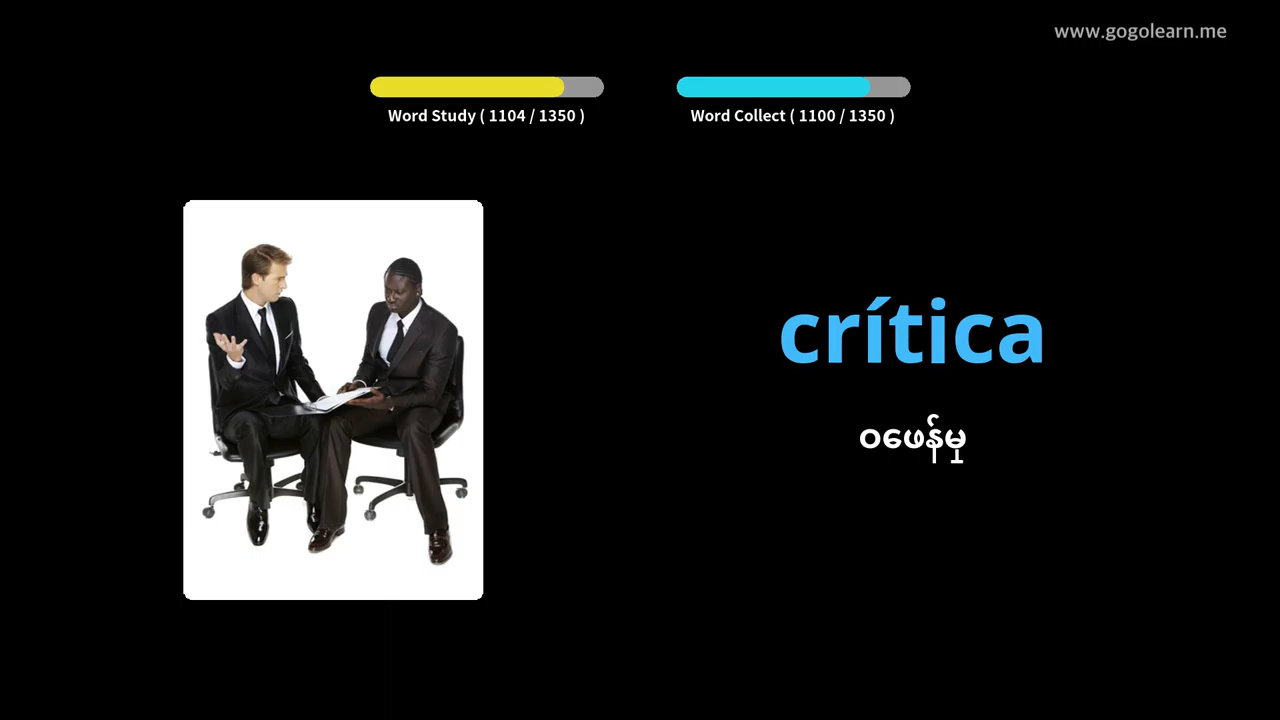 www.gogolearn.me
Word Study ( 1104 / 1350 )
Word Collect ( 1100 / 1350 )
crítica
ဝဖေန်မှု